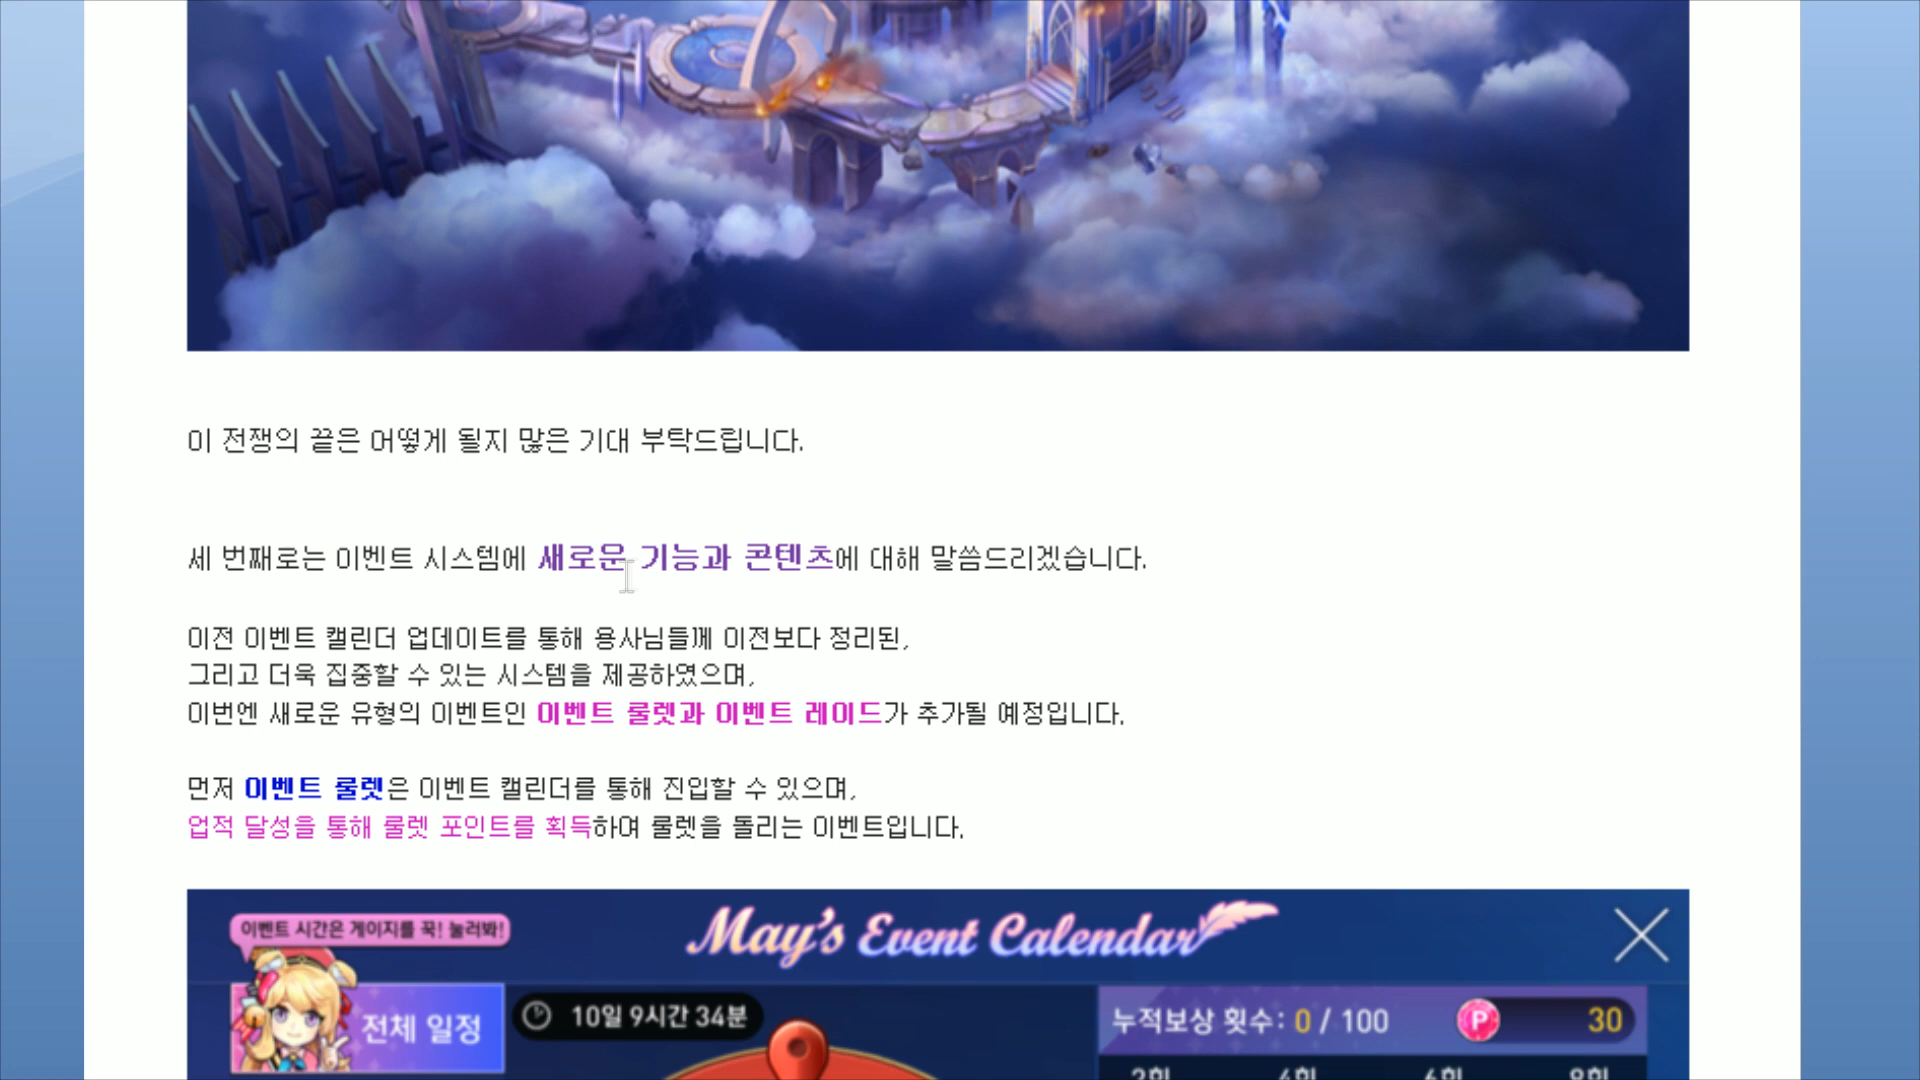 이 전쟁의 끝은 어떻게 될지 많은 기대 부탁드립니다.
세 번째로는 이벤트 시스템에 새로운 기능과 콘텐츠에 대해 말씀드리겠습니다.
이전 이벤트 캘린더 업데이트를 통해 용사님들께 이전보다 정리된,
그리고 더욱 집중할 수 있는 시스템을 제공하였으며,
이번엔 새로운 유형의 이벤트인 이벤트 룰렛과 이벤트 레이드가 추가될 예정입니다.
먼저 이벤트 룰렛은 이벤트 캘린더를 통해 진입할 수 있으며,
업적 달성을 통해 룰렛 포인트를 획득하며 룰렛을 돌리는 이벤트입니다.
이벤트 시간은 게이지를 꾹! 눌러봐!
May's Event Calendar
전체 일정
10일 9시간 34분
누적보상 횟수: 0 / 100
P 30
2회 4회 6회 8회